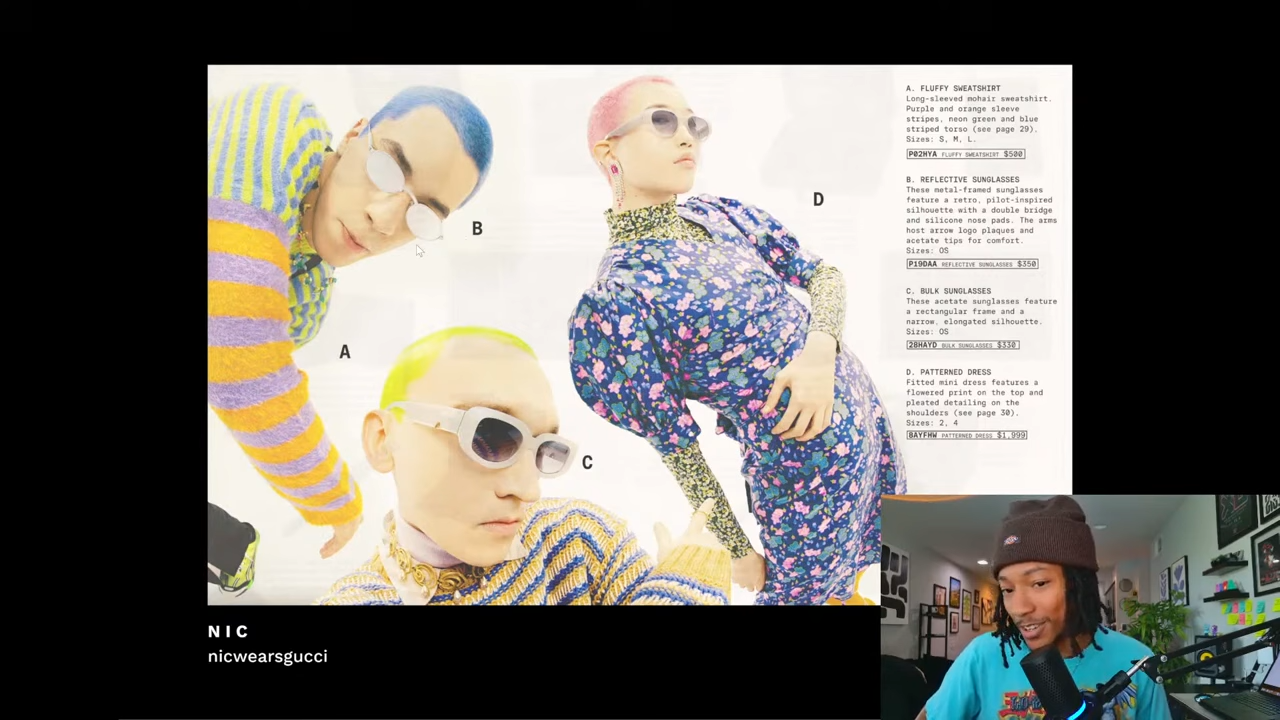 A
B
C
D
A. FLUFFY SWEATSHIRT
Long-sleeved mohair sweatshirt.
Purple and orange sleeve
stripes, neon green and blue
striped torso (see page 29).
Sizes: S, M, L.
P02HYA FLUFFY SWEATSHIRT $500
B. REFLECTIVE SUNGLASSES
These metal-framed sunglasses
feature a retro, pilot-inspired
silhouette with a double bridge
and silicone nose pads. The arms
host arrow logo plaques and
acetate tips for comfort.
Sizes: OS
P19DAA REFLECTIVE SUNGLASSES $350
C. BULK SUNGLASSES
These acetate sunglasses feature
a rectangular frame and a
narrow, elongated silhouette.
Sizes: OS
28HAYD BULK SUNGLASSES $330
D. PATTERNED DRESS
Fitted mini dress features a
flowered print on the top and
pleated detailing on the
shoulders (see page 30).
Sizes: 2, 4
8AYFHW PATTERNED DRESS $1,999
NIC
nicwearsgucci